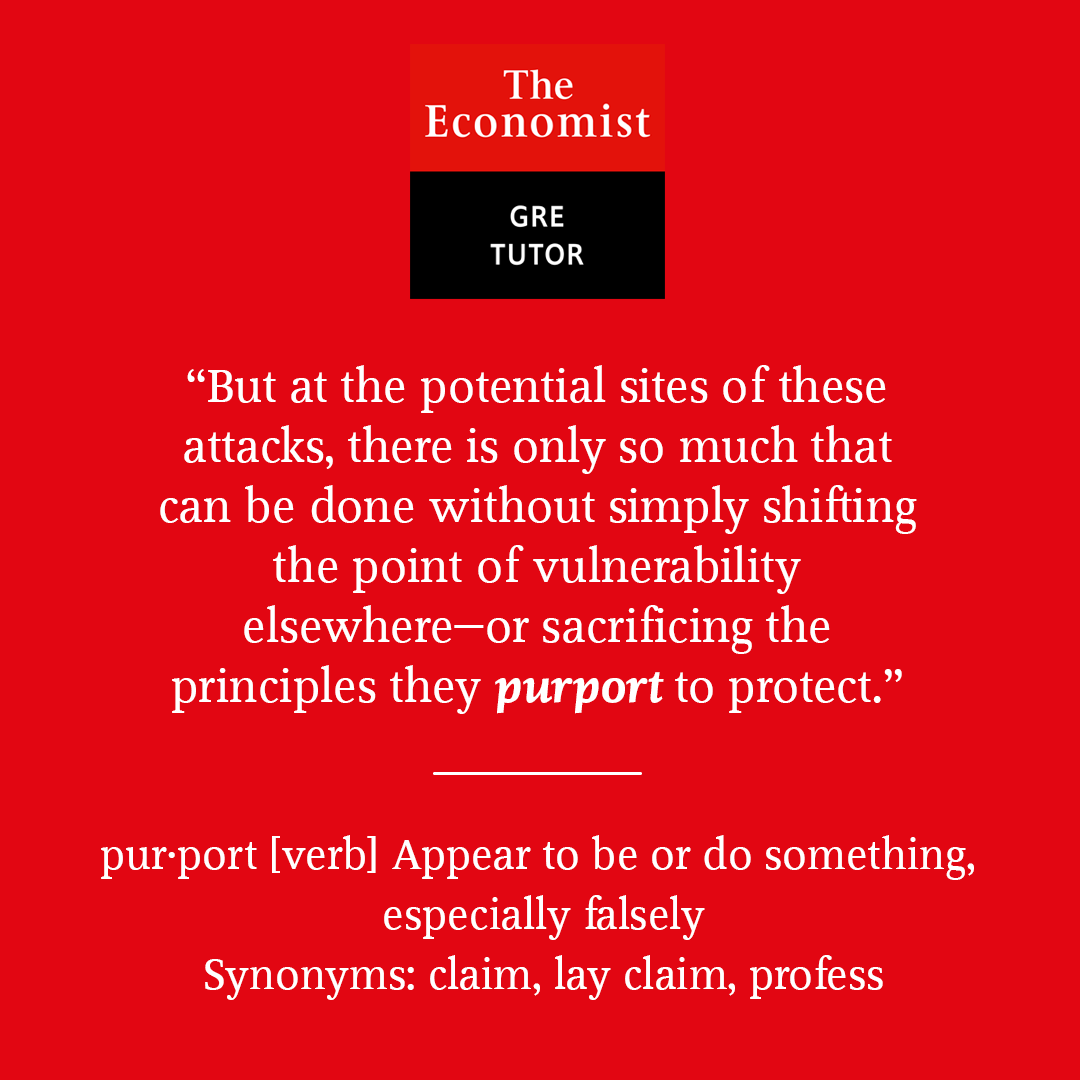 The
Economist
GRE
TUTOR
“But at the potential sites of these
attacks, there is only so much that
can be done without simply shifting
the point of vulnerability
elsewhere—or sacrificing the
principles they purport to protect.”
pur·port [verb] Appear to be or do something,
especially falsely
Synonyms: claim, lay claim, profess